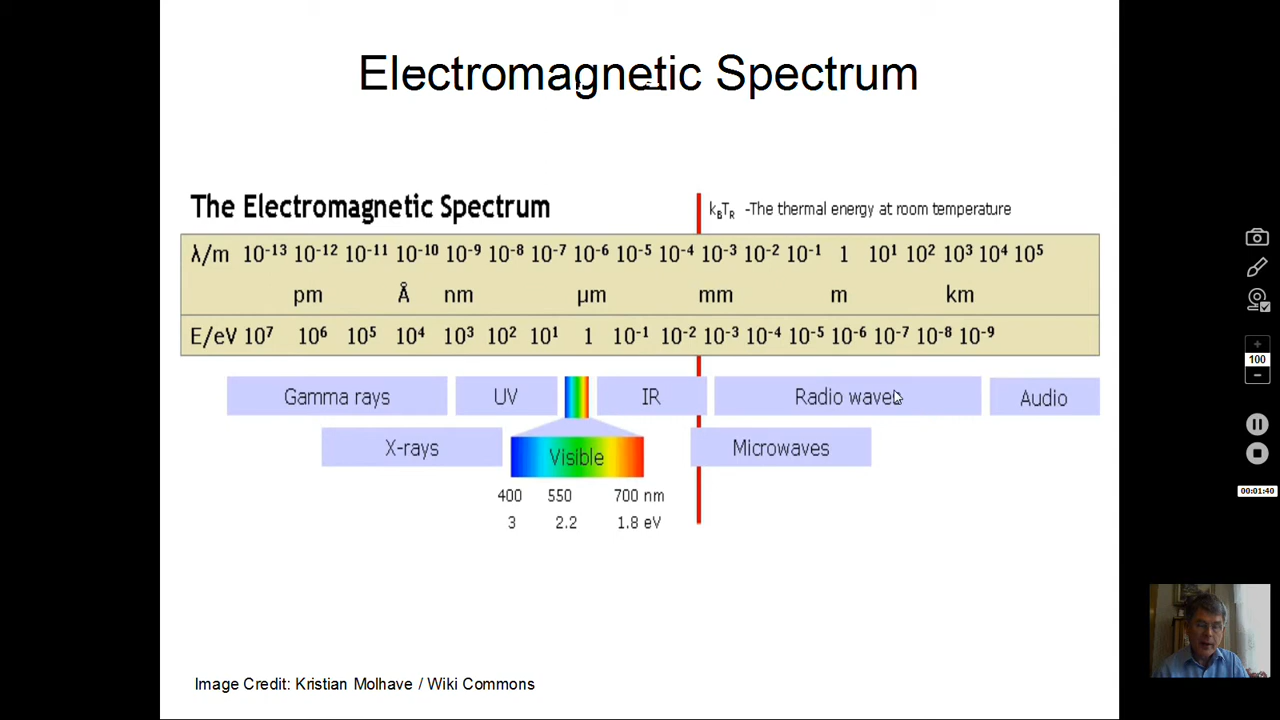 Electromagnetic Spectrum
The Electromagnetic Spectrum
kBTR -The thermal energy at room temperature
λ/m 10⁻¹³ 10⁻¹² 10⁻¹¹ 10⁻¹⁰ 10⁻⁹ 10⁻⁸ 10⁻⁷ 10⁻⁶ 10⁻⁵ 10⁻⁴ 10⁻³ 10⁻² 10⁻¹ 1 10¹ 10² 10³ 10⁴ 10⁵
pm Å nm µm mm m km
E/eV 10⁷ 10⁶ 10⁵ 10⁴ 10³ 10² 10¹ 1 10⁻¹ 10⁻² 10⁻³ 10⁻⁴ 10⁻⁵ 10⁻⁶ 10⁻⁷ 10⁻⁸ 10⁻⁹
Gamma rays UV IR Radio waves Audio
X-rays Visible Microwaves
400 550 700 nm
3 2.2 1.8 eV
Image Credit: Kristian Molhave / Wiki Commons
100
00:01:40